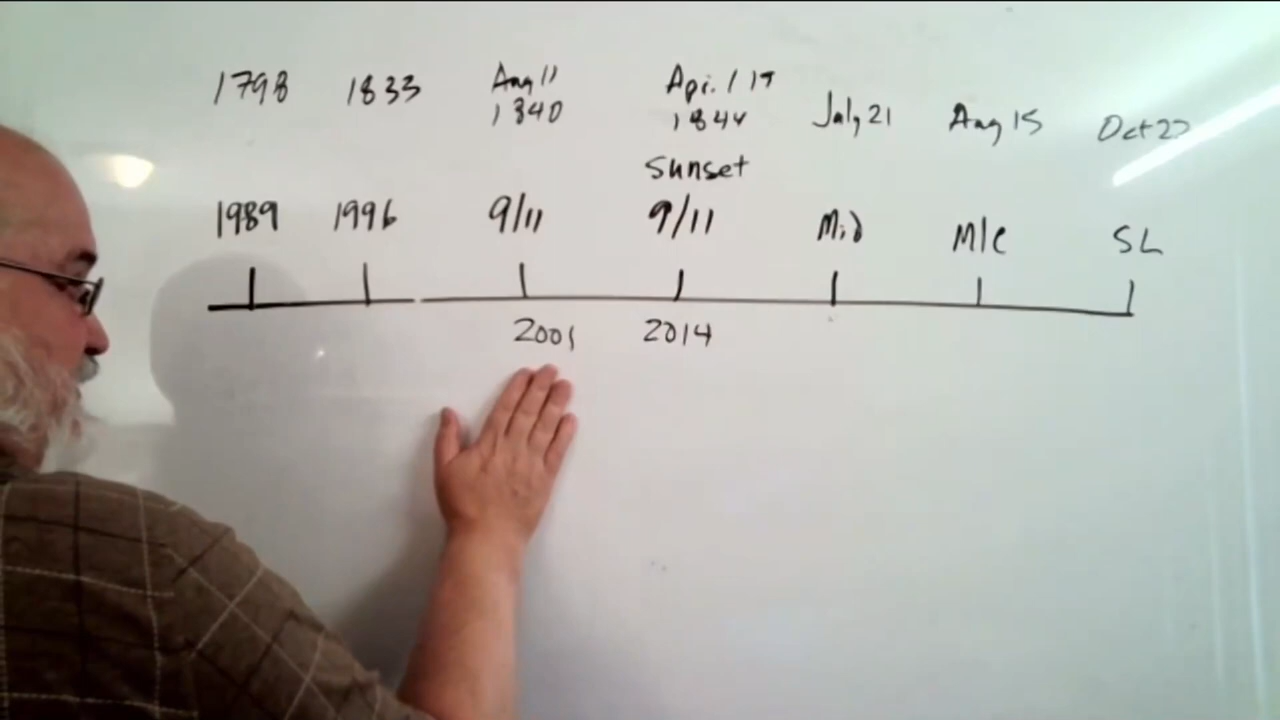 1798 1833 Aug 11 1840 Apr. 1 19 1844 July 21 Aug 15 Oct 22
Sunset
1989 1996 9/11 9/11 Mid M/C SL
2001 2014